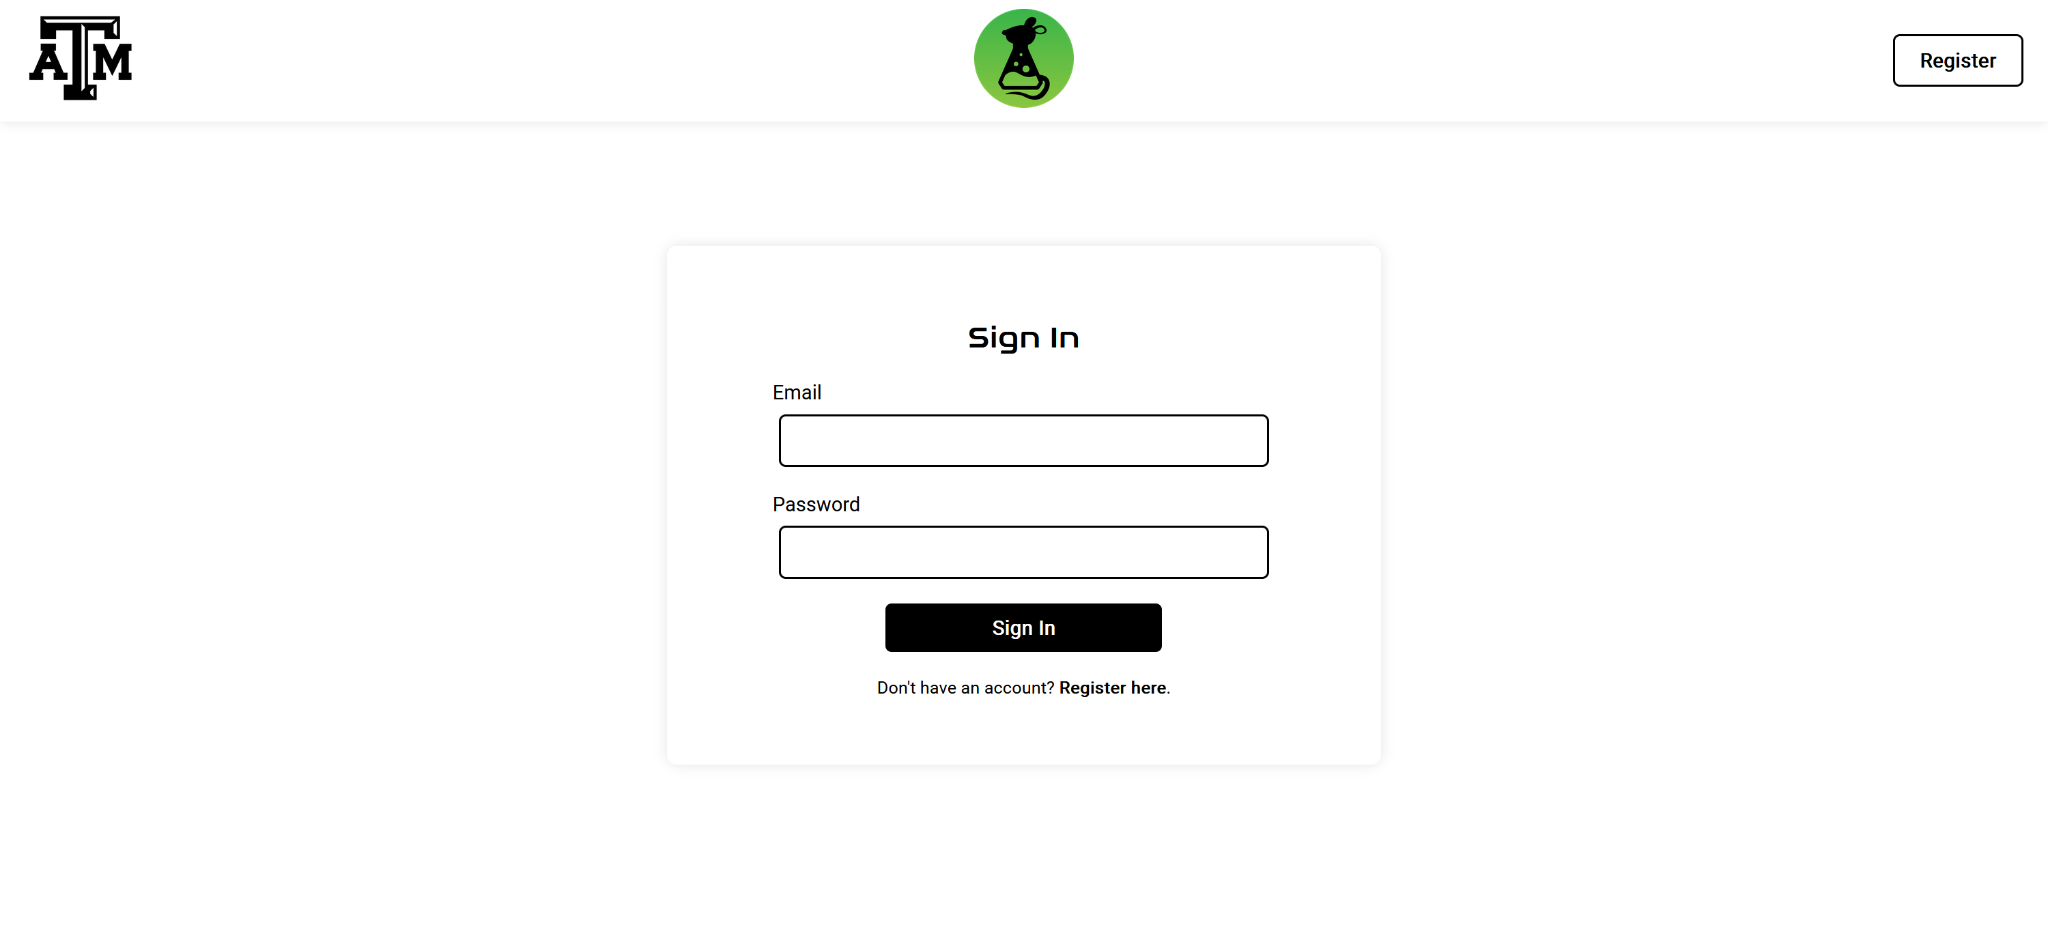 ATM
Register
Sign In
Email
Password
Sign In
Don't have an account? Register here.